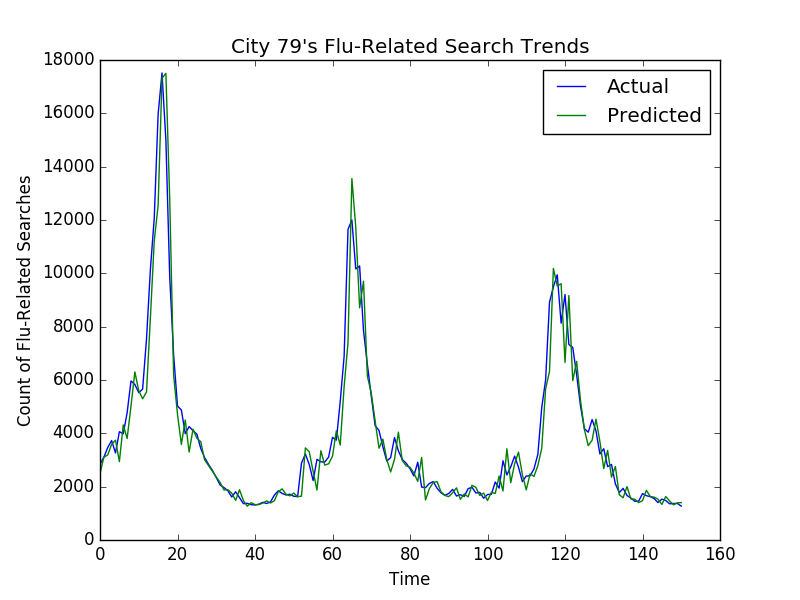 City 79's Flu-Related Search Trends
18000
16000
14000
12000
10000
8000
6000
4000
2000
0
Count of Flu-Related Searches
Actual
Predicted
0 20 40 60 80 100 120 140 160
Time